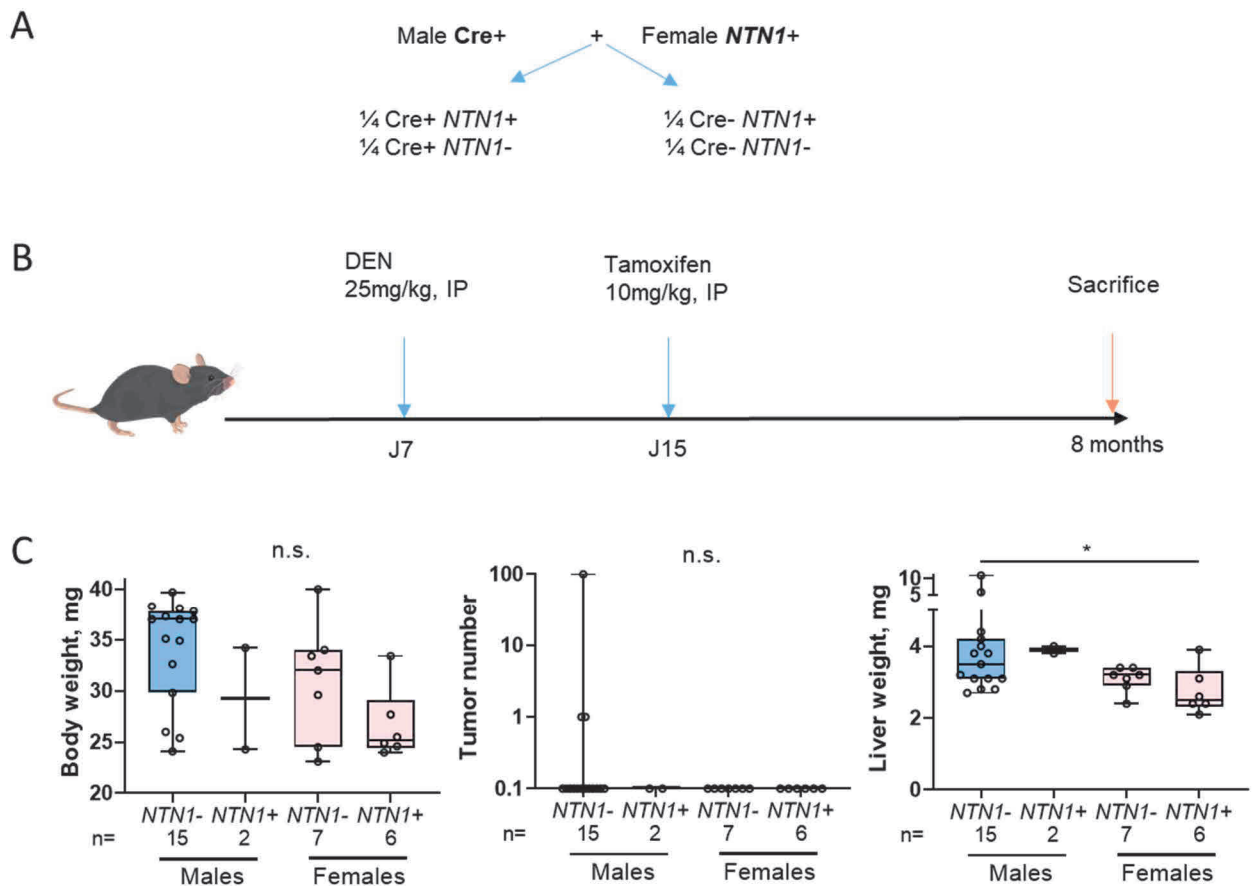 A
Male Cre+ + Female NTN1+
¼ Cre+ NTN1+ ¼ Cre- NTN1+
¼ Cre+ NTN1- ¼ Cre- NTN1-
B
DEN
25mg/kg, IP
Tamoxifen
10mg/kg, IP
Sacrifice
J7 J15 8 months
C
n.s.
Body weight, mg
40
35
30
25
20
NTN1- NTN1+ NTN1- NTN1+
n= 15 2 7 6
Males Females
n.s.
Tumor number
100
10
1
0.1
NTN1- NTN1+ NTN1- NTN1+
n= 15 2 7 6
Males Females
*
Liver weight, mg
10
5
4
2
0
NTN1- NTN1+ NTN1- NTN1+
n= 15 2 7 6
Males Females